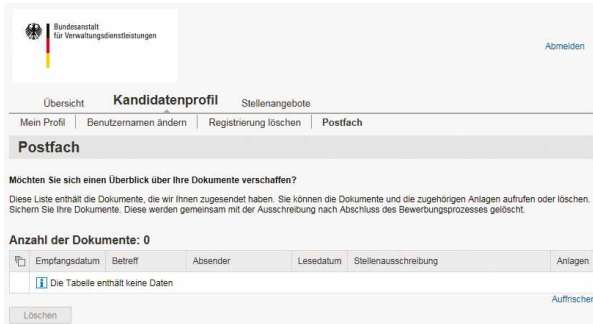 Bundesanstalt
für Verwaltungsdienstleistungen
Abmelden
Übersicht Kandidatenprofil Stellenangebote
Mein Profil Benutzernamen ändern Registrierung löschen Postfach
Postfach
Möchten Sie sich einen Überblick über Ihre Dokumente verschaffen?
Diese Liste enthält die Dokumente, die wir Ihnen zugesendet haben. Sie können die Dokumente und die zugehörigen Anlagen aufrufen oder löschen.
Sichern Sie Ihre Dokumente. Diese werden gemeinsam mit der Ausschreibung nach Abschluss des Bewerbungsprozesses gelöscht.
Anzahl der Dokumente: 0
Empfangsdatum Betreff Absender Lesedatum Stellenausschreibung Anlagen
Die Tabelle enthält keine Daten
Auffrischen
Löschen